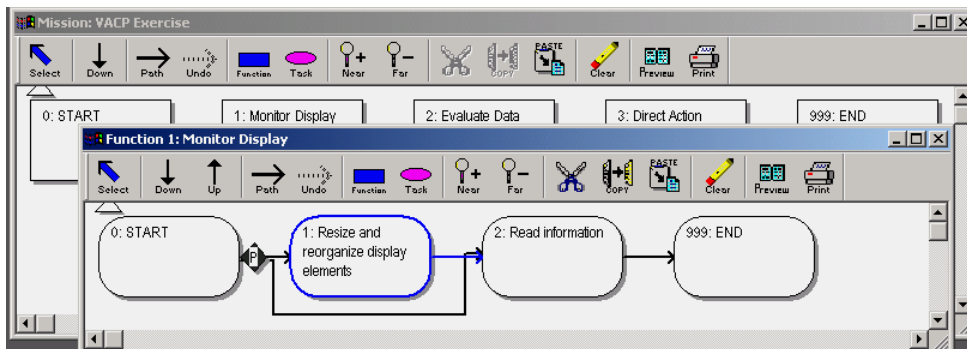 Mission: VACP Exercise
Select Down Path Undo Function Task Near Far COPY PASTE Clear Preview Print
0: START 1: Monitor Display 2: Evaluate Data 3: Direct Action 999: END
Function 1: Monitor Display
Select Down Up Path Undo Function Task Near Far COPY PASTE Clear Preview Print
0: START
P
1: Resize and
reorganize display
elements
2: Read information
999: END